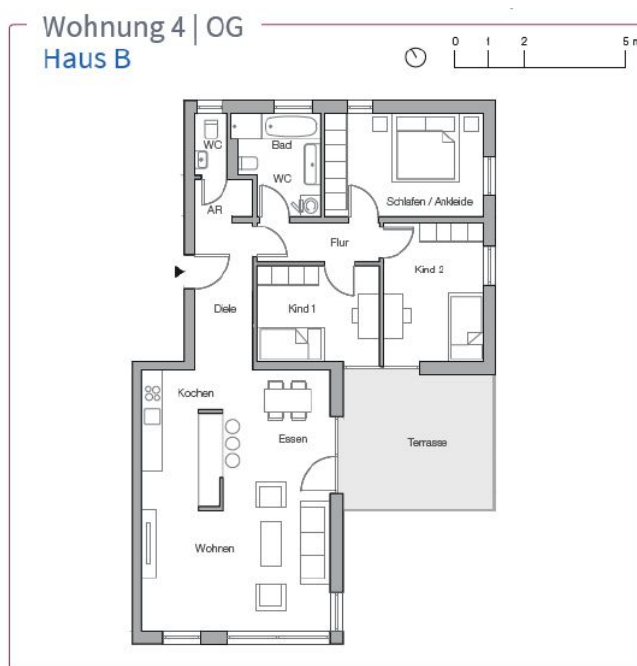 Wohnung 4 | OG
Haus B
0 1 2 5 m
WC
Bad
WC
AR
Schlafen / Ankleide
Flur
Kind 2
Diele
Kind 1
Kochen
Essen
Terrasse
Wohnen